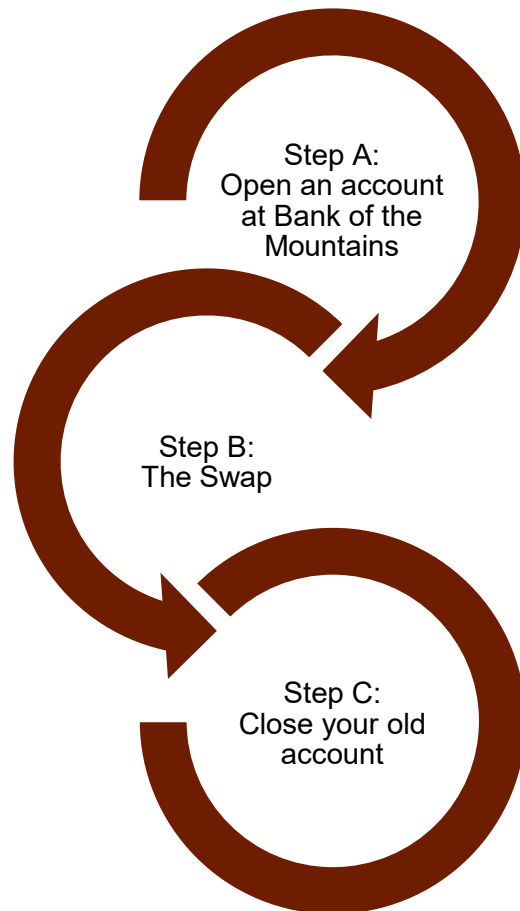 Step A:
Open an account
at Bank of the
Mountains
Step B:
The Swap
Step C:
Close your old
account